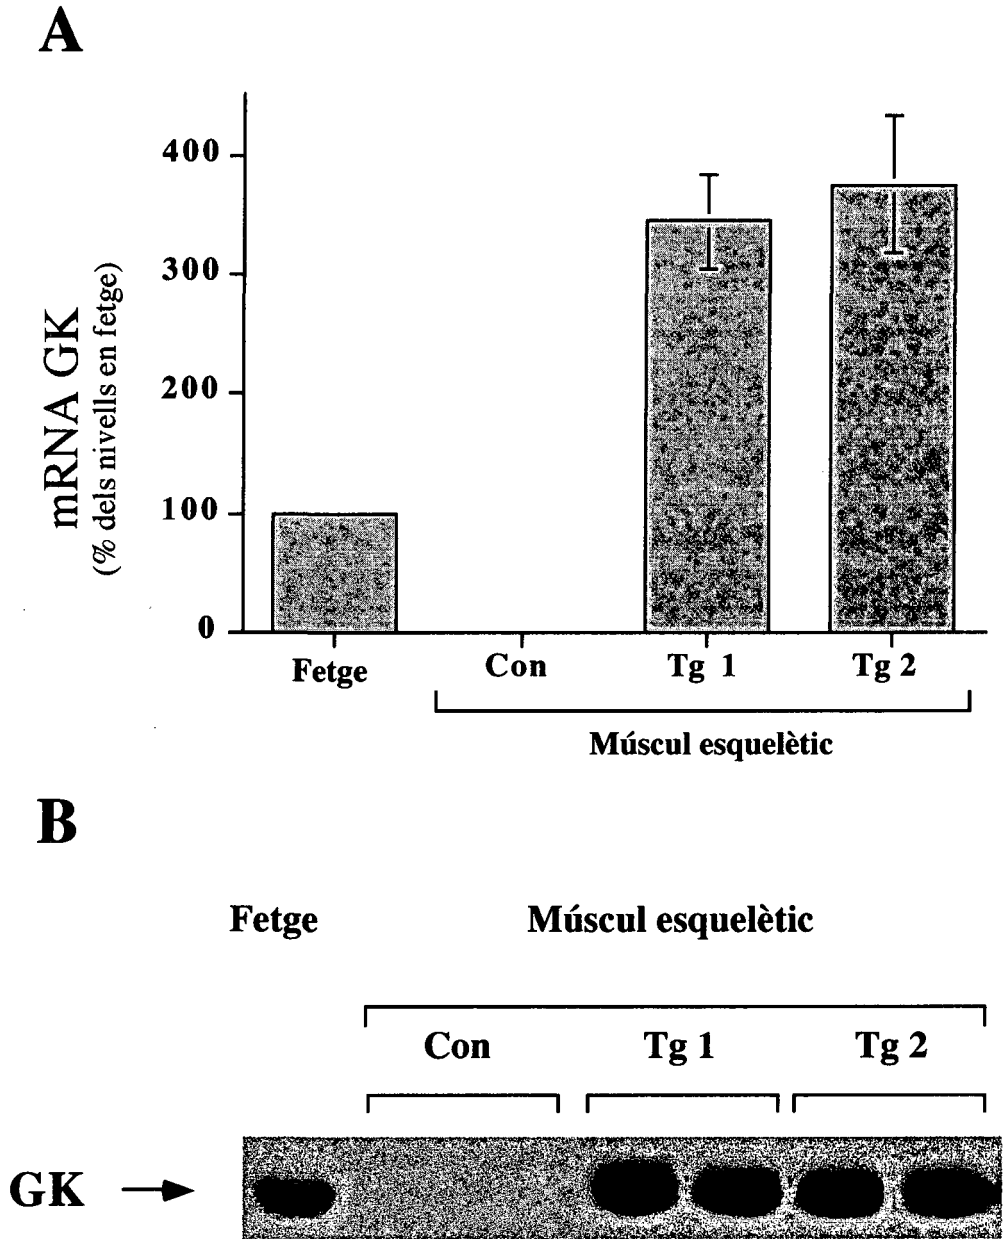 A
mRNA GK
(% dels nivells en fetge)
400
300
200
100
0
Fetge
Con
Tg 1
Tg 2
Múscul esquelètic
B
Fetge
Múscul esquelètic
Con
Tg 1
Tg 2
GK